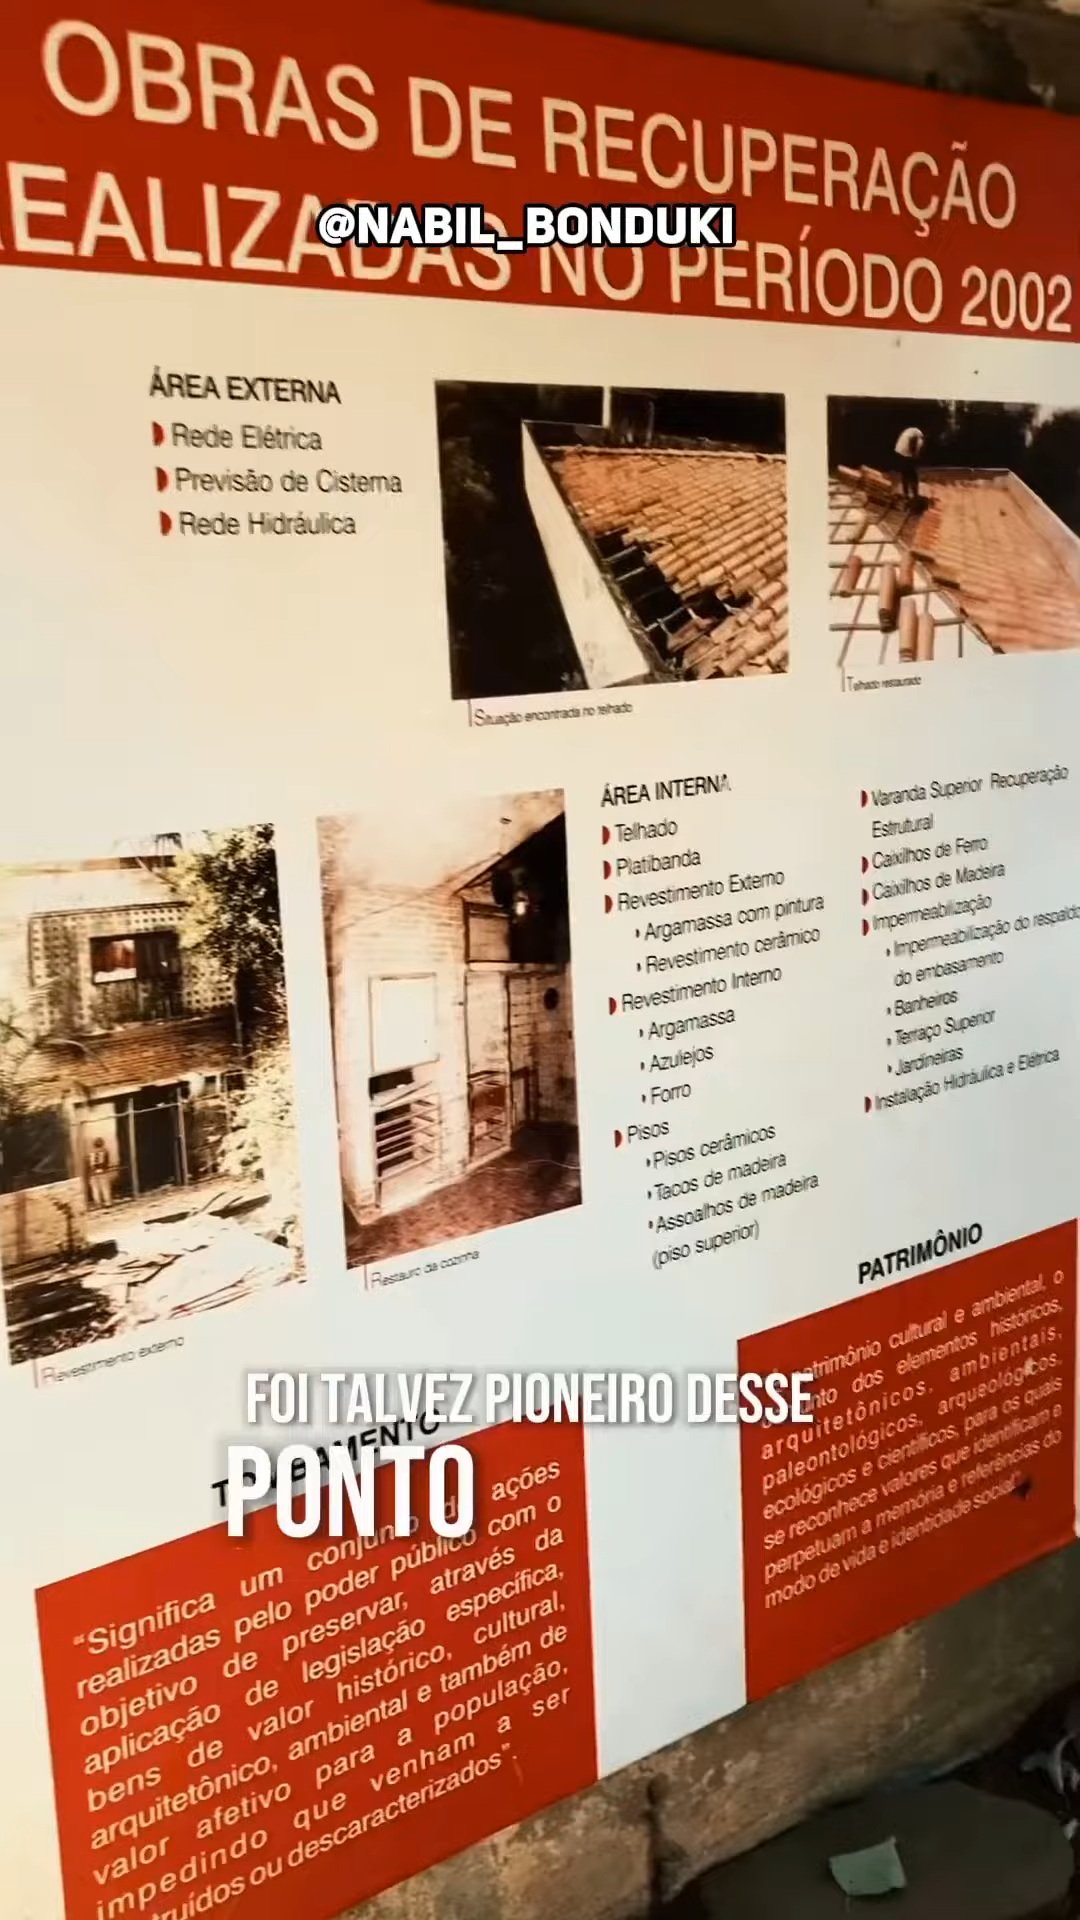 OBRAS DE RECUPERAÇÃO
EALIZADAS NO PERÍODO 2002
@NABIL_BONDUKI
ÁREA EXTERNA
Rede Elétrica
Previsão de Cisterna
Rede Hidráulica
Situação encontrada no telhado
Telhado restaurado
Revestimento externo
Restauro da cozinha
ÁREA INTERNA
Telhado
Platibanda
Revestimento Externo
Argamassa com pintura
Revestimento cerâmico
Revestimento Interno
Argamassa
Azulejos
Forro
Pisos
Pisos cerâmicos
Tacos de madeira
Assoalhos de madeira
(piso superior)
Varanda Superior Recuperação
Estrutural
Caixilhos de Ferro
Caixilhos de Madeira
Impermeabilização
Impermeabilização do respaldo
do embasamento
Banheiros
Terraço Superior
Jardineiras
Instalação Hidráulica e Elétrica
PATRIMÔNIO
patrimônio cultural e ambiental, o
dos elementos históricos,
arquitetônicos, ambientais,
paleontológicos, arqueológicos,
ecológicos e científicos, para os quais
se reconhece valores que identificam e
perpetuam a memória e referências do
modo de vida e identidade social"
FOI TALVEZ PIONEIRO DESSE
PONTO
TOMBAMENTO
"Significa um conjunto de ações
realizadas pelo poder público com o
objetivo de preservar, através da
aplicação de legislação específica,
bens de valor histórico, cultural,
arquitetônico, ambiental e também de
valor afetivo para a população,
impedindo que venham a ser
truídos ou descaracterizados".